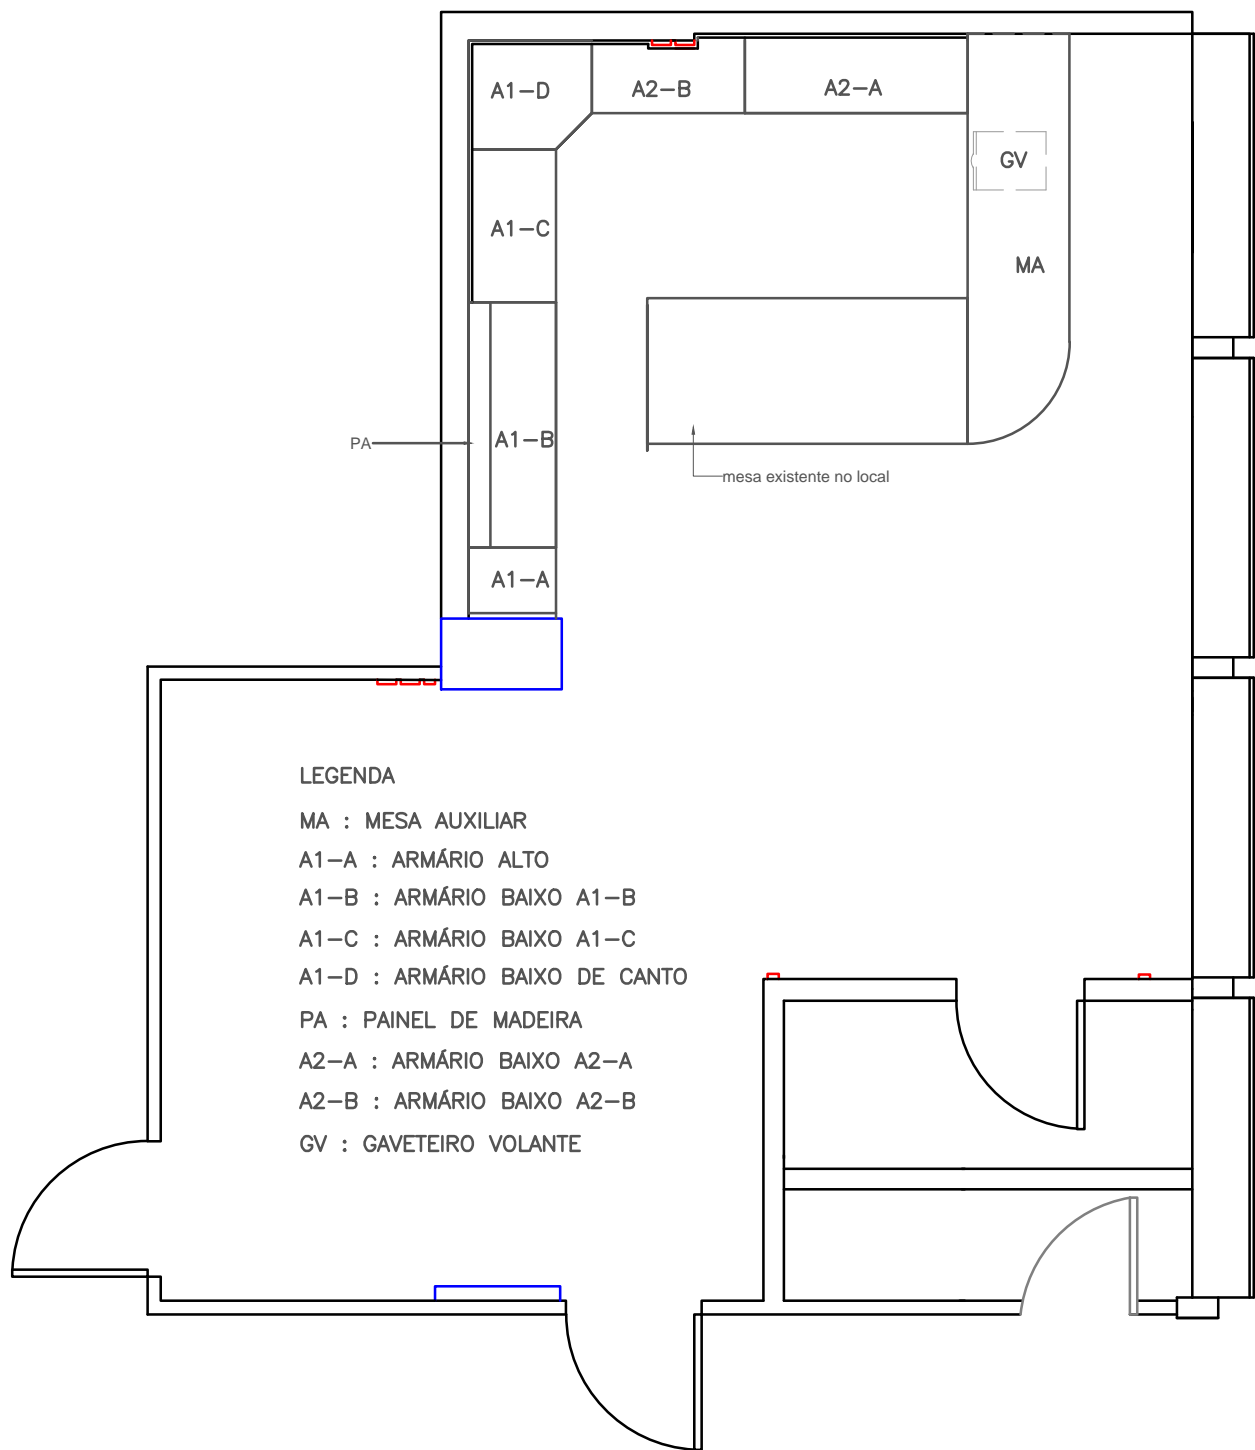 A1-D
A2-B
A2-A
GV
A1-C
MA
PA
A1-B
mesa existente no local
A1-A
LEGENDA
MA : MESA AUXILIAR
A1-A : ARMÁRIO ALTO
A1-B : ARMÁRIO BAIXO A1-B
A1-C : ARMÁRIO BAIXO A1-C
A1-D : ARMÁRIO BAIXO DE CANTO
PA : PAINEL DE MADEIRA
A2-A : ARMÁRIO BAIXO A2-A
A2-B : ARMÁRIO BAIXO A2-B
GV : GAVETEIRO VOLANTE